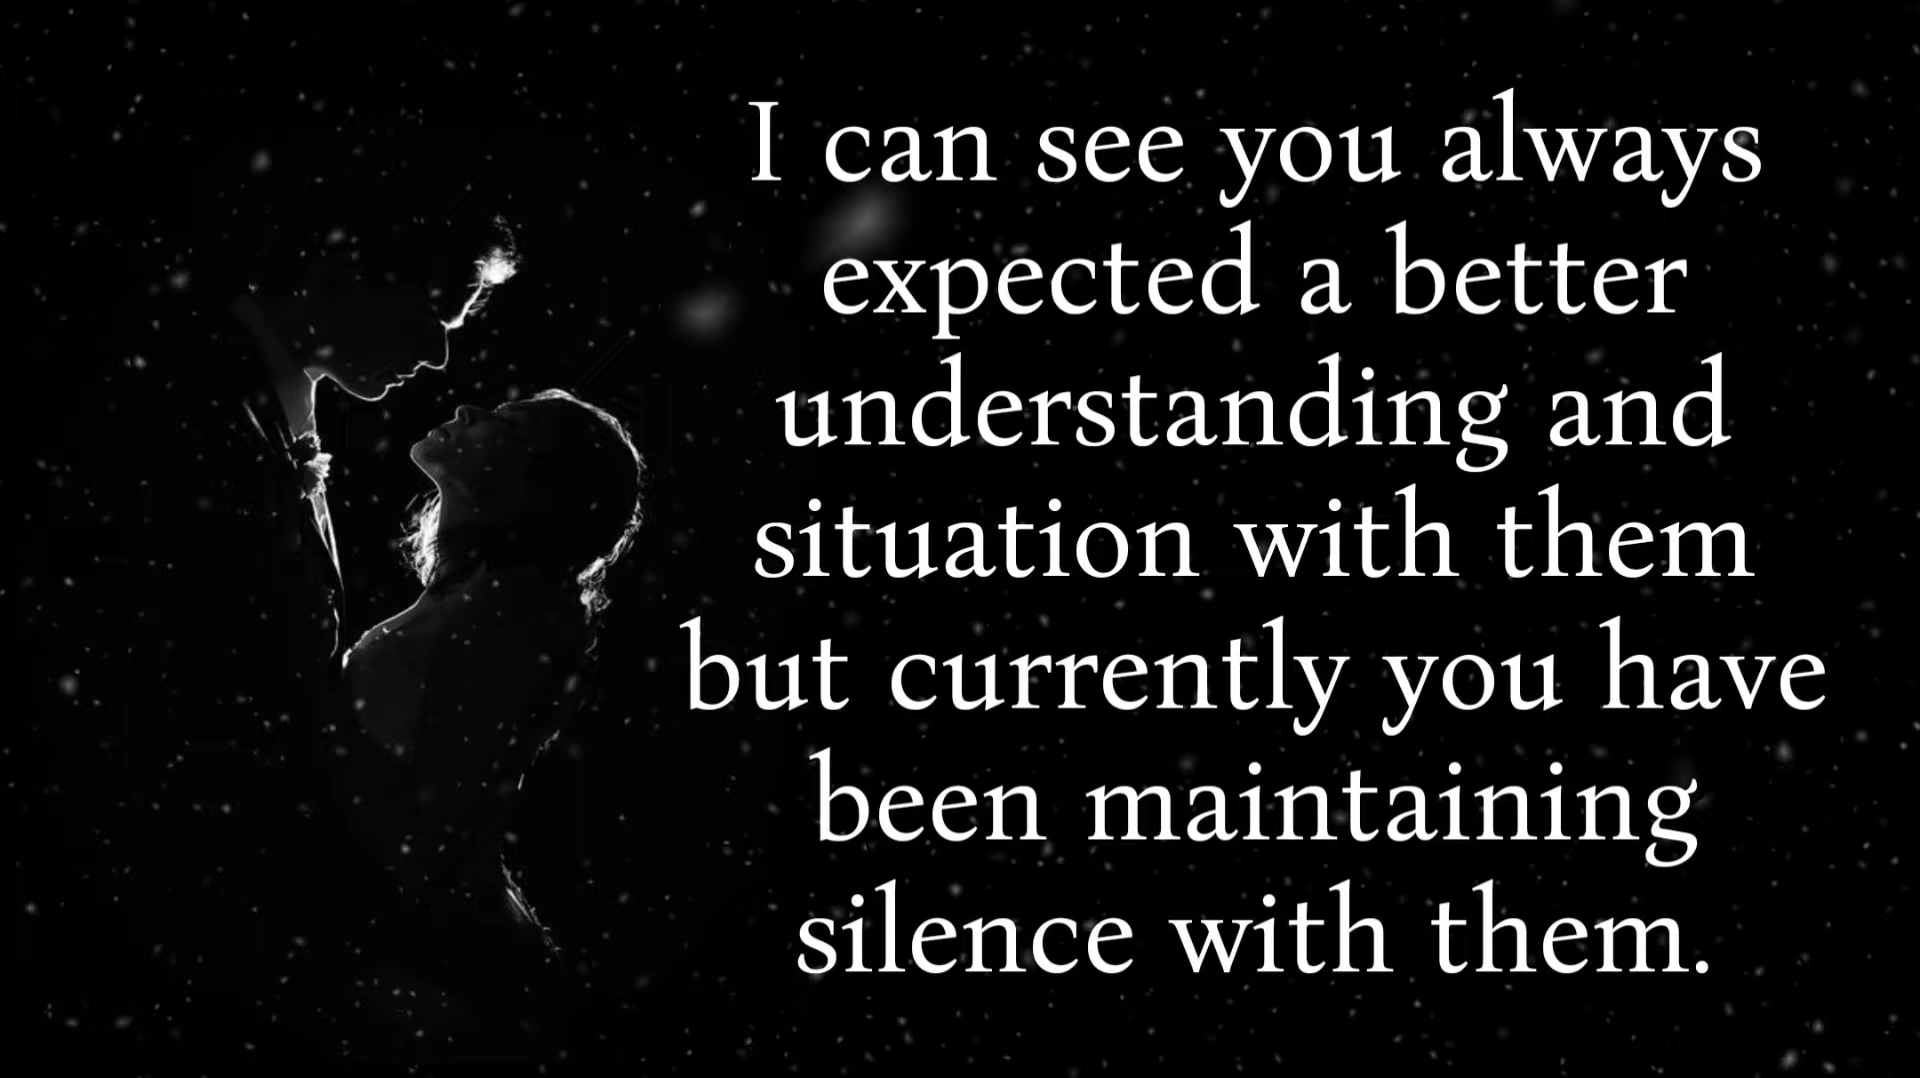 I can see you always
expected a better
understanding and
situation with them
but currently you have
been maintaining
silence with them.